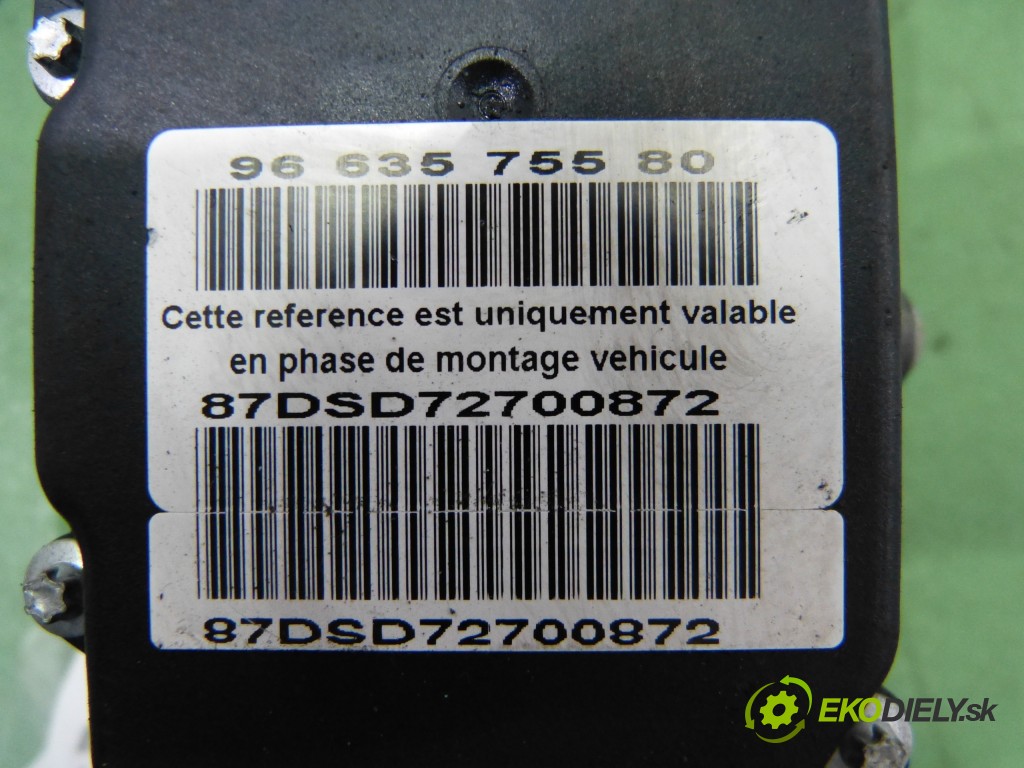 96 635 755 80
Cette reference est uniquement valable
en phase de montage vehicule
87DSD72700872
87DSD72700872
EKODIELY.sk